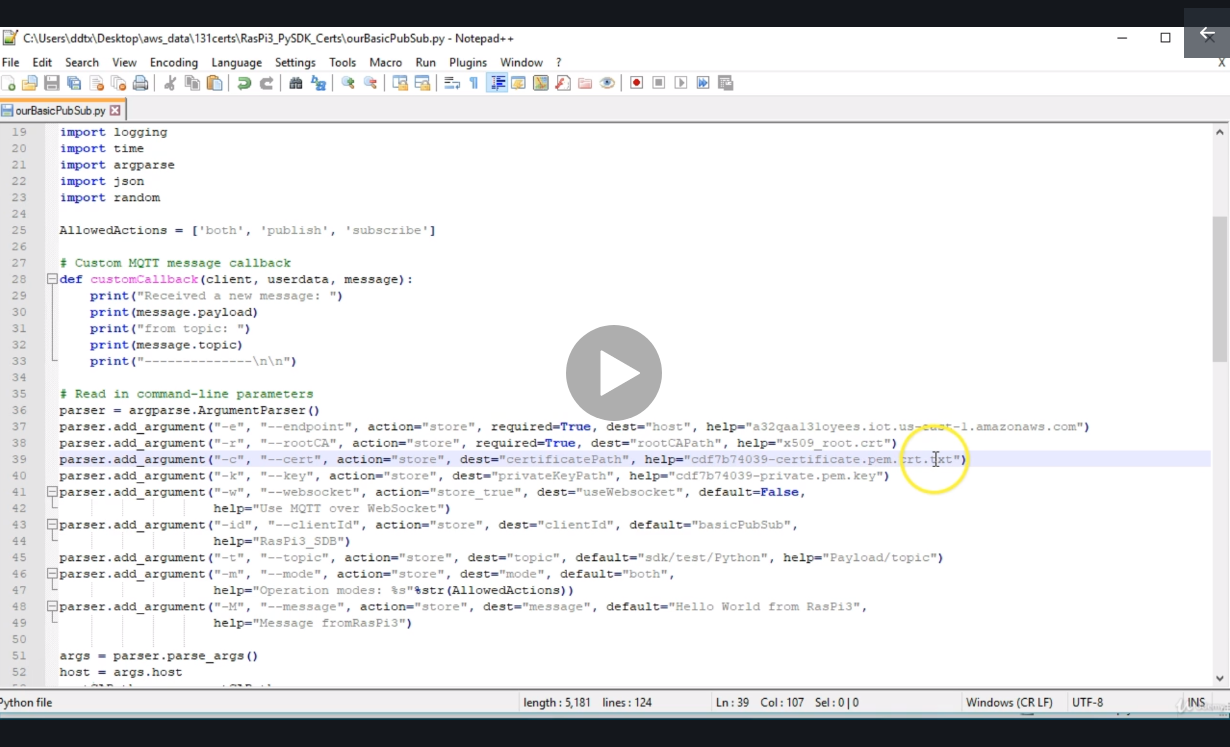 C:\Users\ddtx\Desktop\aws_data\131certs\RasPi3_PySDK_Certs\ourBasicPubSub.py - Notepad++
File Edit Search View Encoding Language Settings Tools Macro Run Plugins Window ? X
ourBasicPubSub.py
19 import logging
20 import time
21 import argparse
22 import json
23 import random
24
25 AllowedActions = ['both', 'publish', 'subscribe']
26
27 # Custom MQTT message callback
28 def customCallback(client, userdata, message):
29 print("Received a new message: ")
30 print(message.payload)
31 print("from topic: ")
32 print(message.topic)
33 print("--------------\n\n")
34
35 # Read in command-line parameters
36 parser = argparse.ArgumentParser()
37 parser.add_argument("-e", "--endpoint", action="store", required=True, dest="host", help="a32qaal3loyees.iot.us-east-1.amazonaws.com")
38 parser.add_argument("-r", "--rootCA", action="store", required=True, dest="rootCAPath", help="x509_root.crt")
39 parser.add_argument("-c", "--cert", action="store", dest="certificatePath", help="cdf7b74039-certificate.pem.crt.txt")
40 parser.add_argument("-k", "--key", action="store", dest="privateKeyPath", help="cdf7b74039-private.pem.key")
41 parser.add_argument("-w", "--websocket", action="store_true", dest="useWebsocket", default=False,
42 help="Use MQTT over WebSocket")
43 parser.add_argument("-id", "--clientId", action="store", dest="clientId", default="basicPubSub",
44 help="RasPi3_SDB")
45 parser.add_argument("-t", "--topic", action="store", dest="topic", default="sdk/test/Python", help="Payload/topic")
46 parser.add_argument("-m", "--mode", action="store", dest="mode", default="both",
47 help="Operation modes: %s"%str(AllowedActions))
48 parser.add_argument("-M", "--message", action="store", dest="message", default="Hello World from RasPi3",
49 help="Message fromRasPi3")
50
51 args = parser.parse_args()
52 host = args.host
Python file length : 5,181 lines : 124 Ln : 39 Col : 107 Sel : 0 | 0 Windows (CR LF) UTF-8 INS